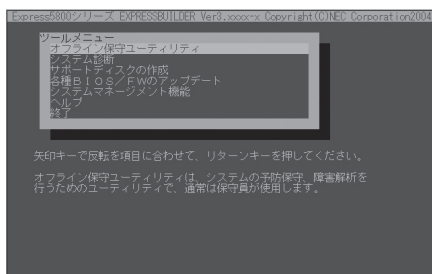 Express5800シリーズ EXPRESSBUILDER Ver3.xxxx-x Copyright(C)NEC Corporation2004
ツールメニュー
オフライン保守ユーティリティ
システム診断
サポートディスクの作成
各種BIOS/FWのアップデート
システムマネージメント機能
ヘルプ
終了
矢印キーで反転を項目に合わせて、リターンキーを押してください。
オフライン保守ユーティリティは、システムの予防保守、障害解析を
行うためのユーティリティで、通常は保守員が使用します。